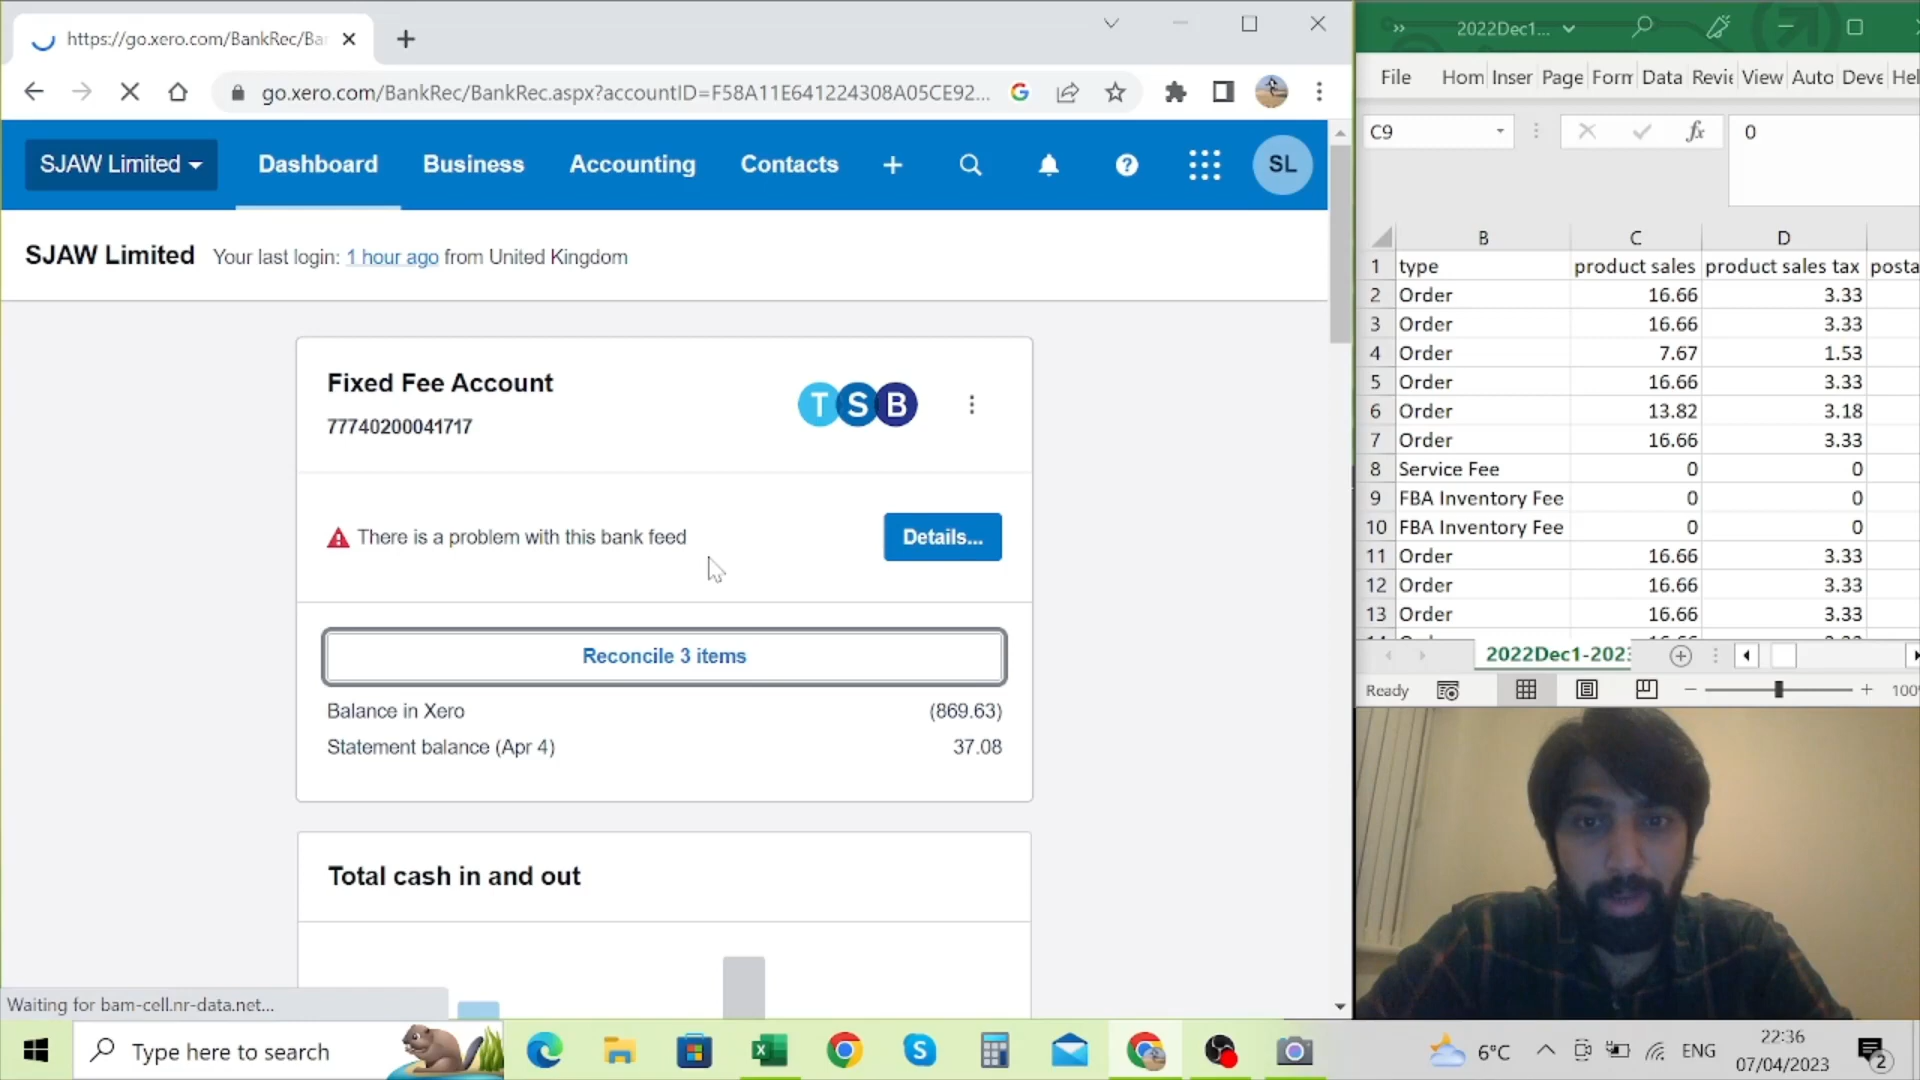 https://go.xero.com/BankRec/Bar
go.xero.com/BankRec/BankRec.aspx?accountID=F58A11E641224308A05CE92...
SJAW Limited
Dashboard
Business
Accounting
Contacts
SL
SJAW Limited Your last login: 1 hour ago from United Kingdom
Fixed Fee Account
77740200041717
T S B
There is a problem with this bank feed
Details...
Reconcile 3 items
Balance in Xero (869.63)
Statement balance (Apr 4) 37.08
Total cash in and out
Waiting for bam-cell.nr-data.net...
2022Dec1...
File Hom Inser Page Form Data Revie View Auto Deve Hel
C9 fx 0
B C D
1 type product sales product sales tax posta
2 Order 16.66 3.33
3 Order 16.66 3.33
4 Order 7.67 1.53
5 Order 16.66 3.33
6 Order 13.82 3.18
7 Order 16.66 3.33
8 Service Fee 0 0
9 FBA Inventory Fee 0 0
10 FBA Inventory Fee 0 0
11 Order 16.66 3.33
12 Order 16.66 3.33
13 Order 16.66 3.33
2022Dec1-202
Ready 100
Type here to search
6°C
ENG
22:36
07/04/2023
2